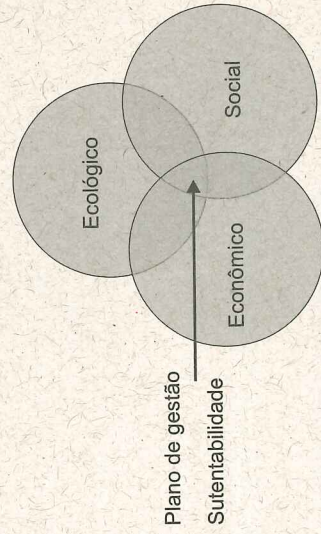 Ecológico
Social
Econômico
Plano de gestão
Sutentabilidade